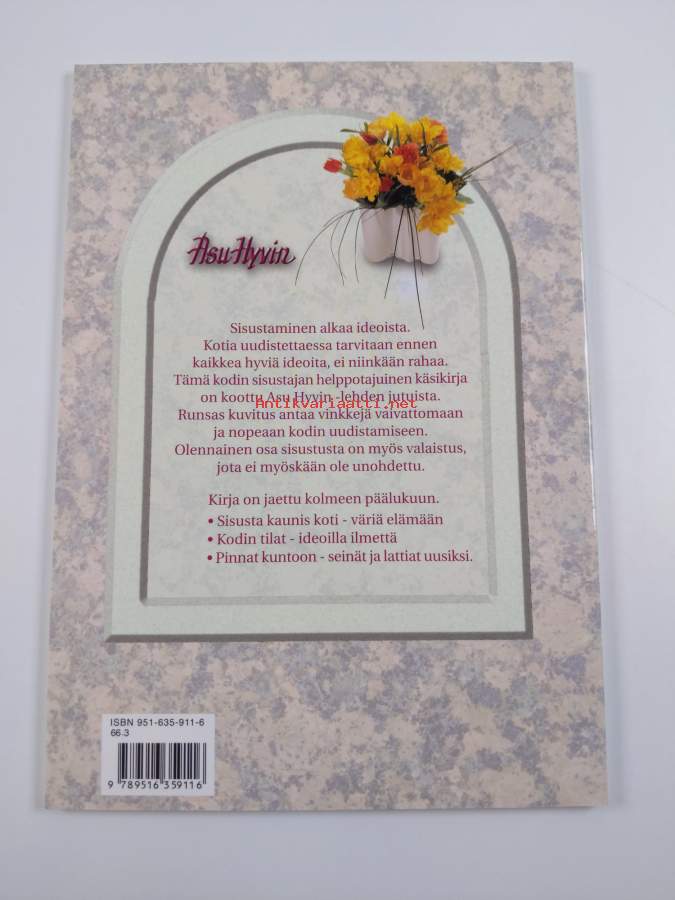 Asu Hyvin
Sisustaminen alkaa ideoista.
Kotia uudistettaessa tarvitaan ennen
kaikkea hyviä ideoita, ei niinkään rahaa.
Tämä kodin sisustajan helppotajuinen käsikirja
on koottu Asu Hyvin -lehden jutuista.
Antikvariaatti.net
Runsas kuvitus antaa vinkkejä vaivattomaan
ja nopeaan kodin uudistamiseen.
Olennainen osa sisustusta on myös valaistus,
jota ei myöskään ole unohdettu.
Kirja on jaettu kolmeen päälukuun.
• Sisusta kaunis koti - väriä elämään
• Kodin tilat - ideoilla ilmettä
• Pinnat kuntoon - seinät ja lattiat uusiksi.
ISBN 951-635-911-6
66.3
9 789516 359116